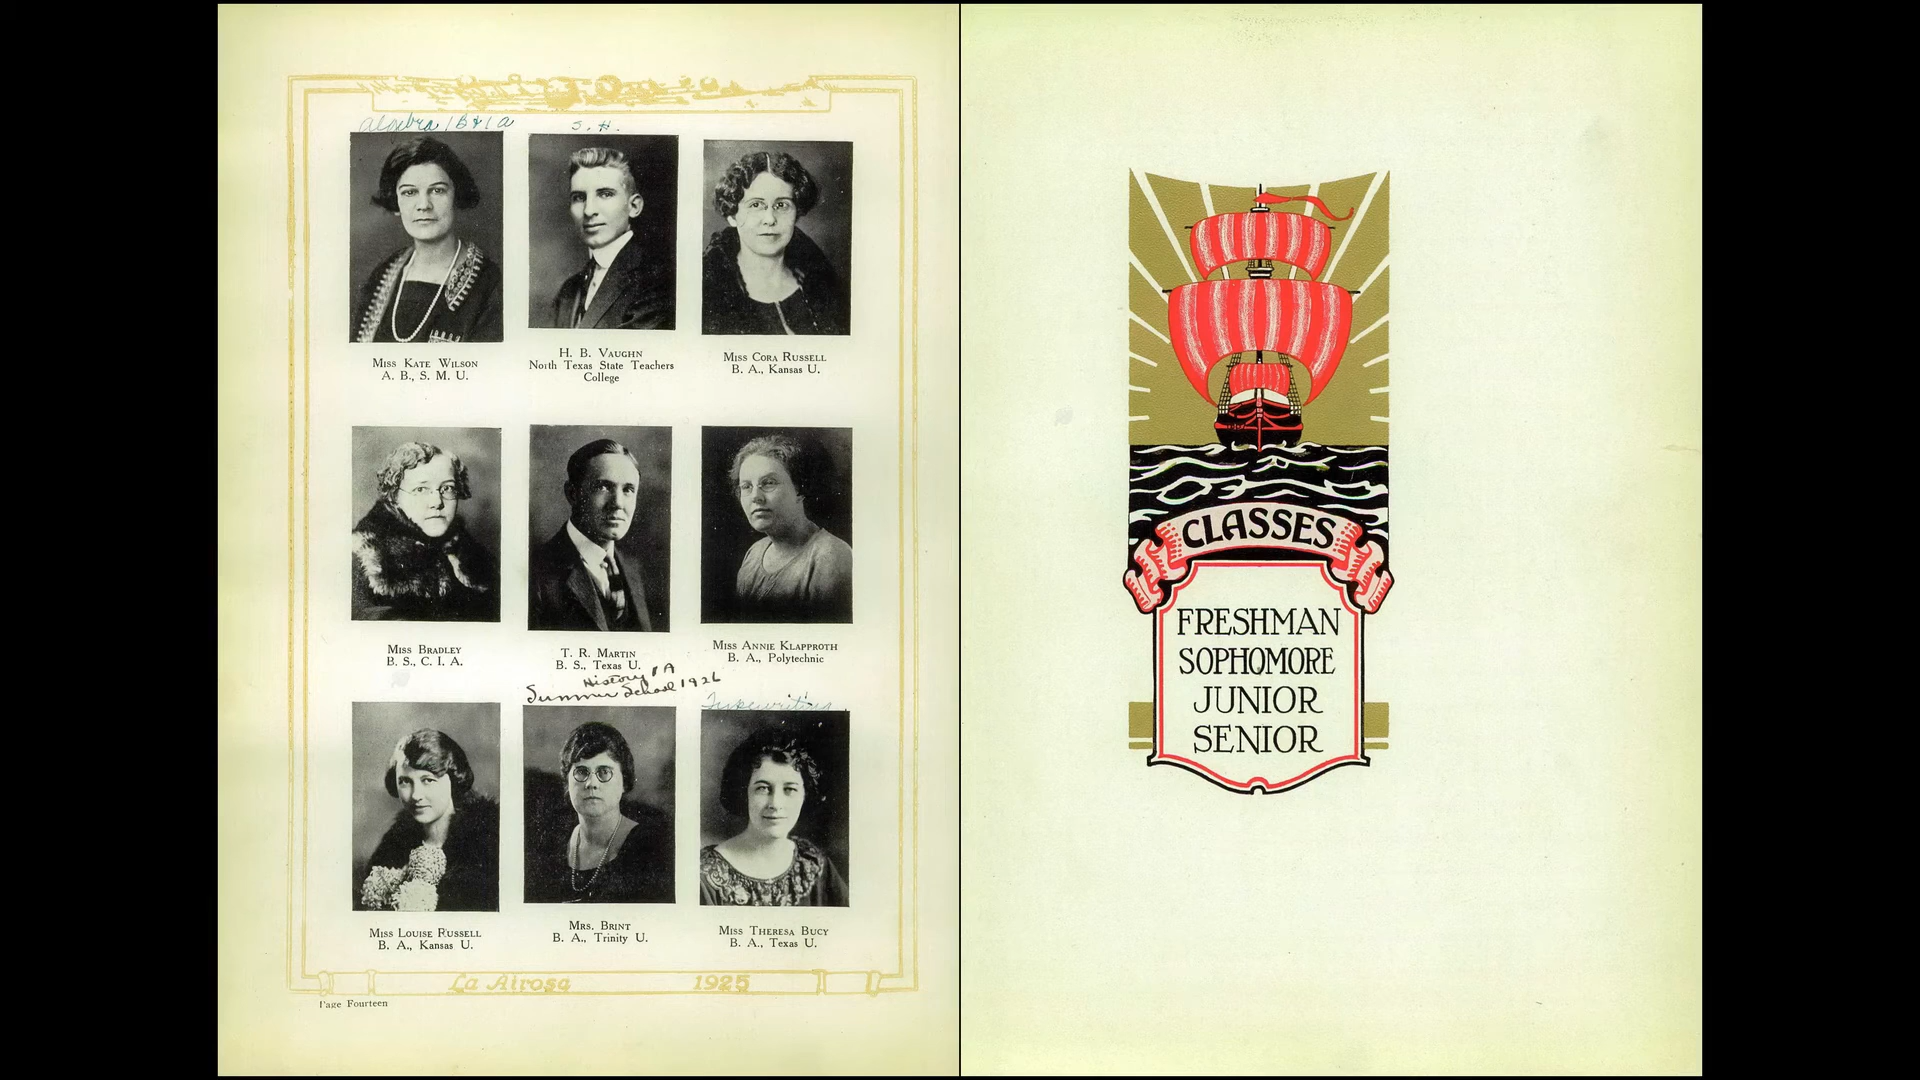 algebra 1B+1a
S. H.
Miss Kate Wilson
A. B., S. M. U.
H. B. Vaughn
North Texas State Teachers
College
Miss Cora Russell
B. A., Kansas U.
Miss Bradley
B. S., C. I. A.
T. R. Martin
B. S., Texas U.
Miss Annie Klapproth
B. A., Polytechnic
History 1A
Summer School 1926
Typewriting
Miss Louise Russell
B. A., Kansas U.
Mrs. Brint
B. A., Trinity U.
Miss Theresa Bucy
B. A., Texas U.
La Airosa 1925
Page Fourteen
CLASSES
FRESHMAN
SOPHOMORE
JUNIOR
SENIOR